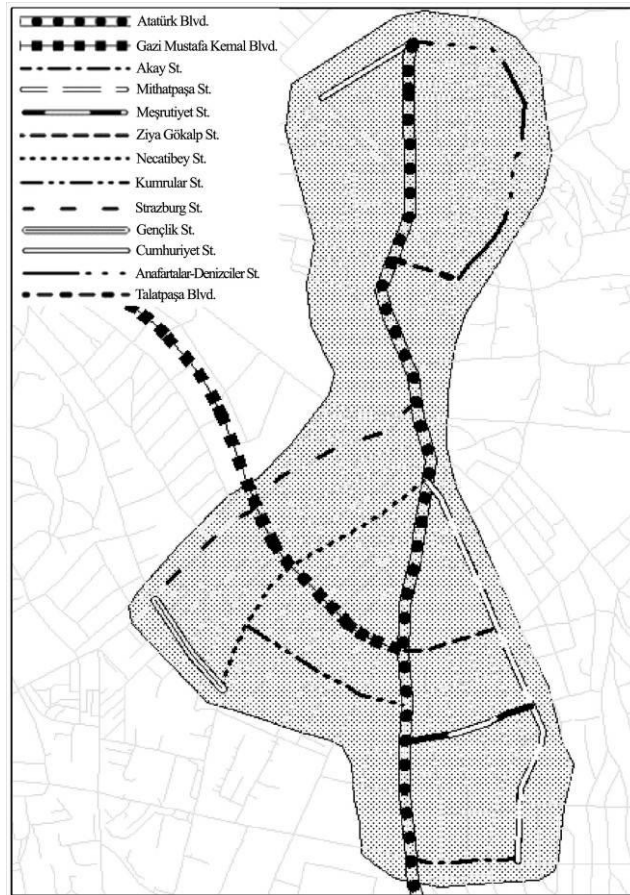 Atatürk Blvd.
Gazi Mustafa Kemal Blvd.
Akay St.
Mithatpaşa St.
Meşrutiyet St.
Ziya Gökalp St.
Necatibey St.
Kumrular St.
Strazburg St.
Gençlik St.
Cumhuriyet St.
Anafartalar-Denizciler St.
Talatpaşa Blvd.